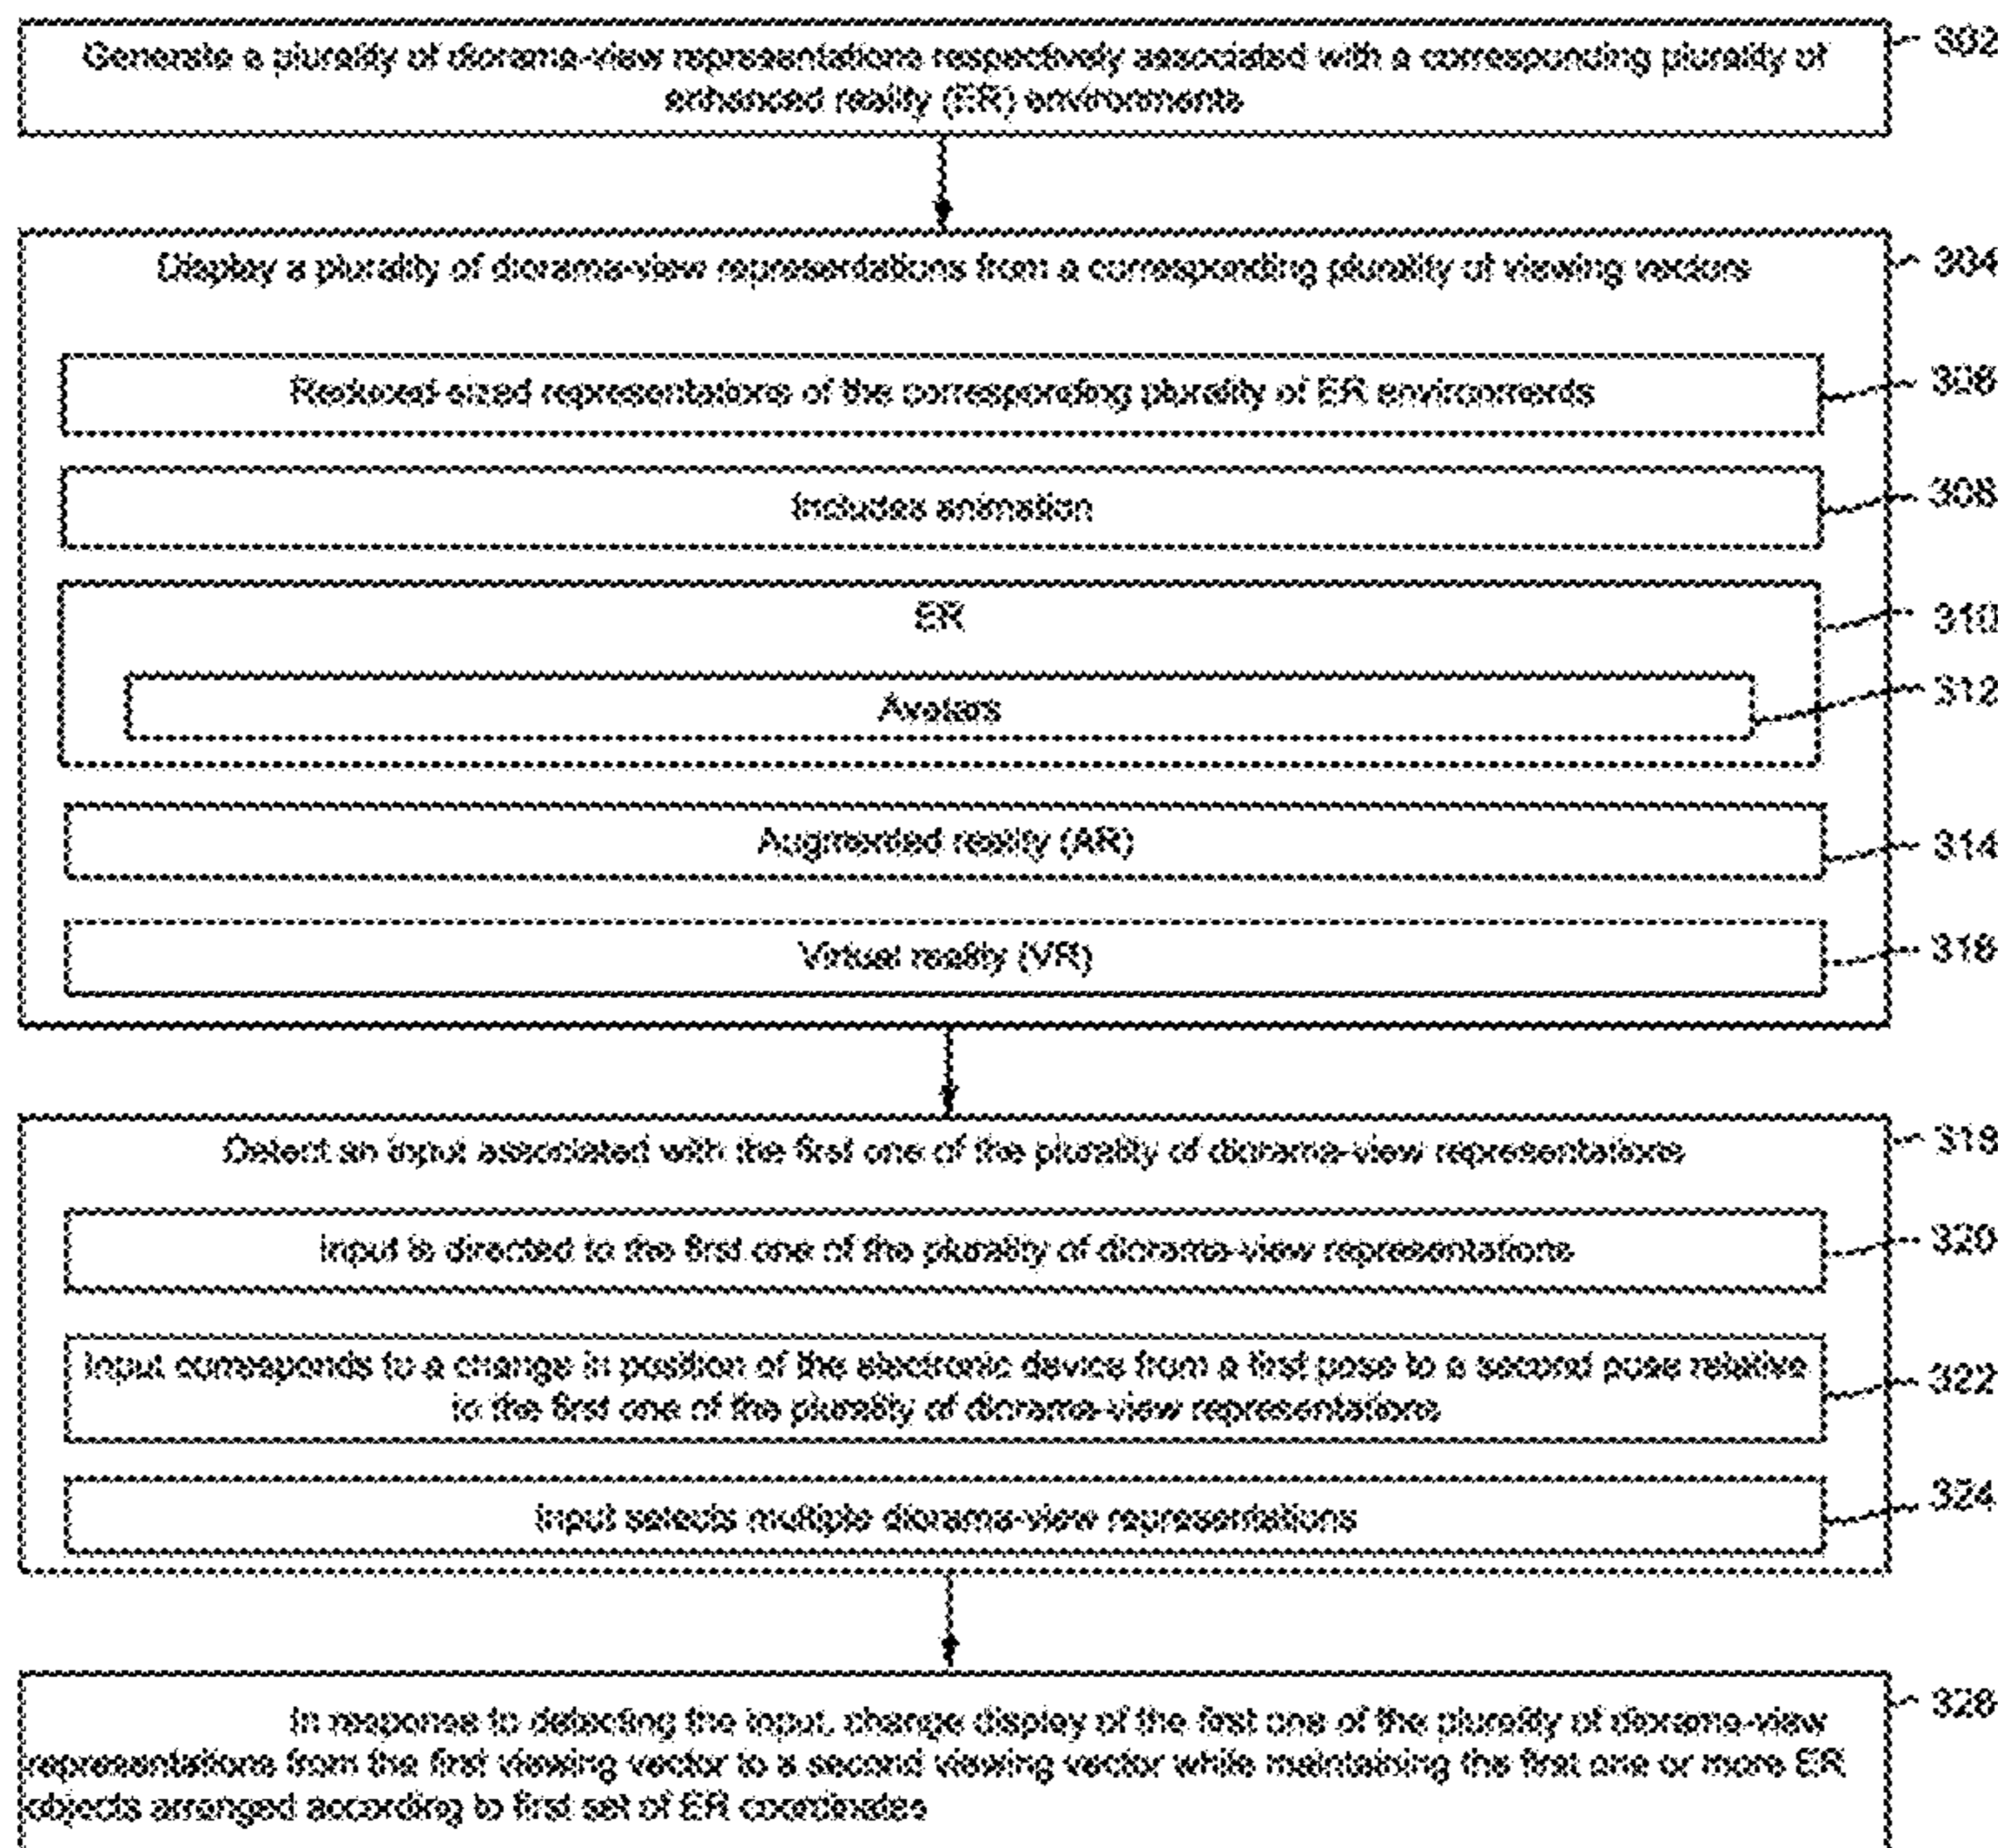 Generate a plurality of diorama-view representations respectively associated with a corresponding plurality of
enhanced reality (ER) environments
302
Display a plurality of diorama-view representations from a corresponding plurality of viewing vectors
304
Reduced-sized representations of the corresponding plurality of ER environments
306
Includes animation
308
ER
310
Avatars
312
Augmented reality (AR)
314
Virtual reality (VR)
316
Detect an input associated with the first one of the plurality of diorama-view representations
318
Input is directed to the first one of the plurality of diorama-view representations
320
Input corresponds to a change in position of the electronic device from a first pose to a second pose relative
to the first one of the plurality of diorama-view representations
322
Input selects multiple diorama-view representations
324
In response to detecting the input, change display of the first one of the plurality of diorama-view
representations from the first viewing vector to a second viewing vector while maintaining the first one or more ER
objects arranged according to first set of ER coordinates
326